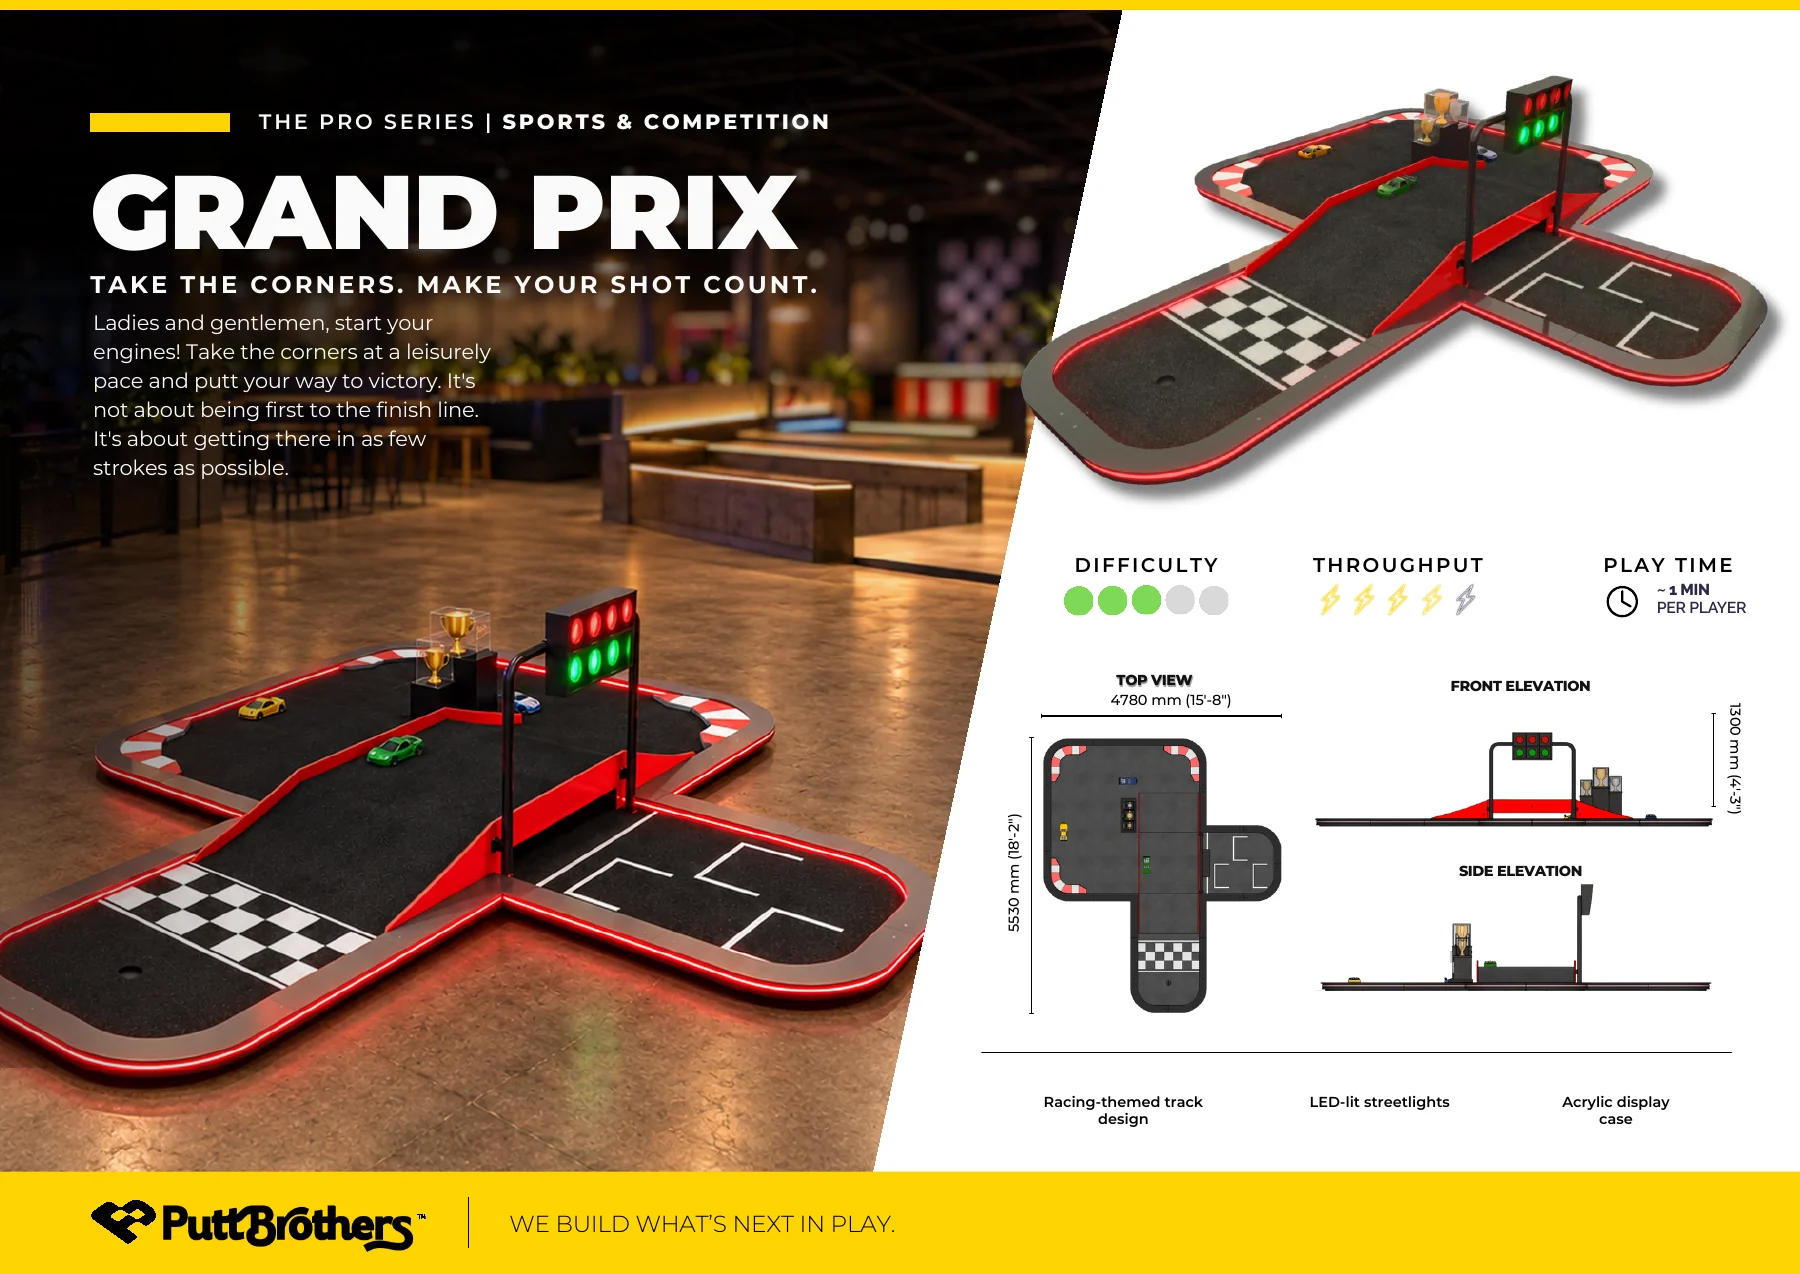 THE PRO SERIES | SPORTS & COMPETITION
GRAND PRIX
TAKE THE CORNERS. MAKE YOUR SHOT COUNT.
Ladies and gentlemen, start your
engines! Take the corners at a leisurely
pace and putt your way to victory. It's
not about being first to the finish line.
It's about getting there in as few
strokes as possible.
DIFFICULTY
THROUGHPUT
PLAY TIME
~ 1 MIN
PER PLAYER
TOP VIEW
4780 mm (15'-8")
5530 mm (18'-2")
FRONT ELEVATION
1300 mm (4'-3")
SIDE ELEVATION
Racing-themed track
design
LED-lit streetlights
Acrylic display
case
PuttBrothers™
WE BUILD WHAT'S NEXT IN PLAY.